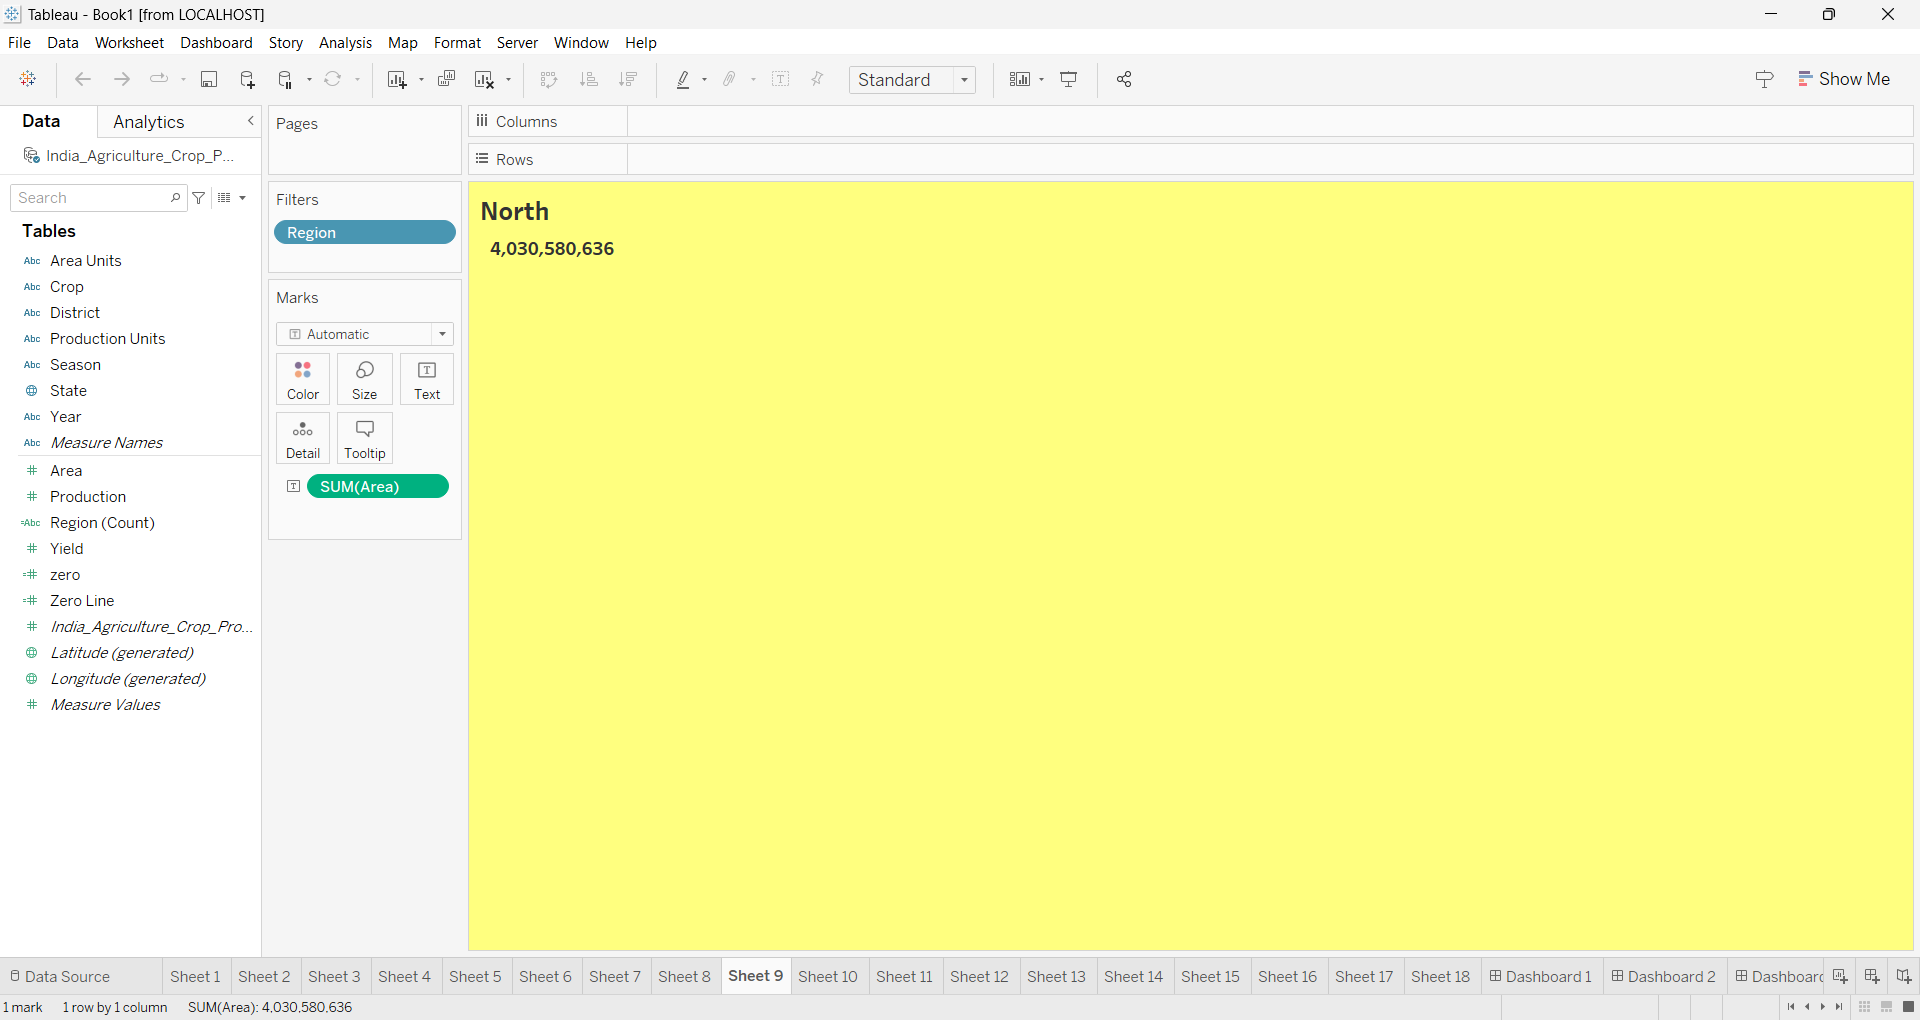 Tableau - Book1 [from LOCALHOST]
File Data Worksheet Dashboard Story Analysis Map Format Server Window Help
Standard
Show Me
Data Analytics
India_Agriculture_Crop_P...
Search
Tables
Abc Area Units
Abc Crop
Abc District
Abc Production Units
Abc Season
State
Abc Year
Abc Measure Names
# Area
# Production
=Abc Region (Count)
# Yield
=# zero
=# Zero Line
# India_Agriculture_Crop_Pro...
Latitude (generated)
Longitude (generated)
# Measure Values
Pages
Filters
Region
Marks
T Automatic
Color Size Text
Detail Tooltip
T SUM(Area)
Columns
Rows
North
4,030,580,636
Data Source Sheet 1 Sheet 2 Sheet 3 Sheet 4 Sheet 5 Sheet 6 Sheet 7 Sheet 8 Sheet 9 Sheet 10 Sheet 11 Sheet 12 Sheet 13 Sheet 14 Sheet 15 Sheet 16 Sheet 17 Sheet 18 Dashboard 1 Dashboard 2 Dashboard
1 mark 1 row by 1 column SUM(Area): 4,030,580,636